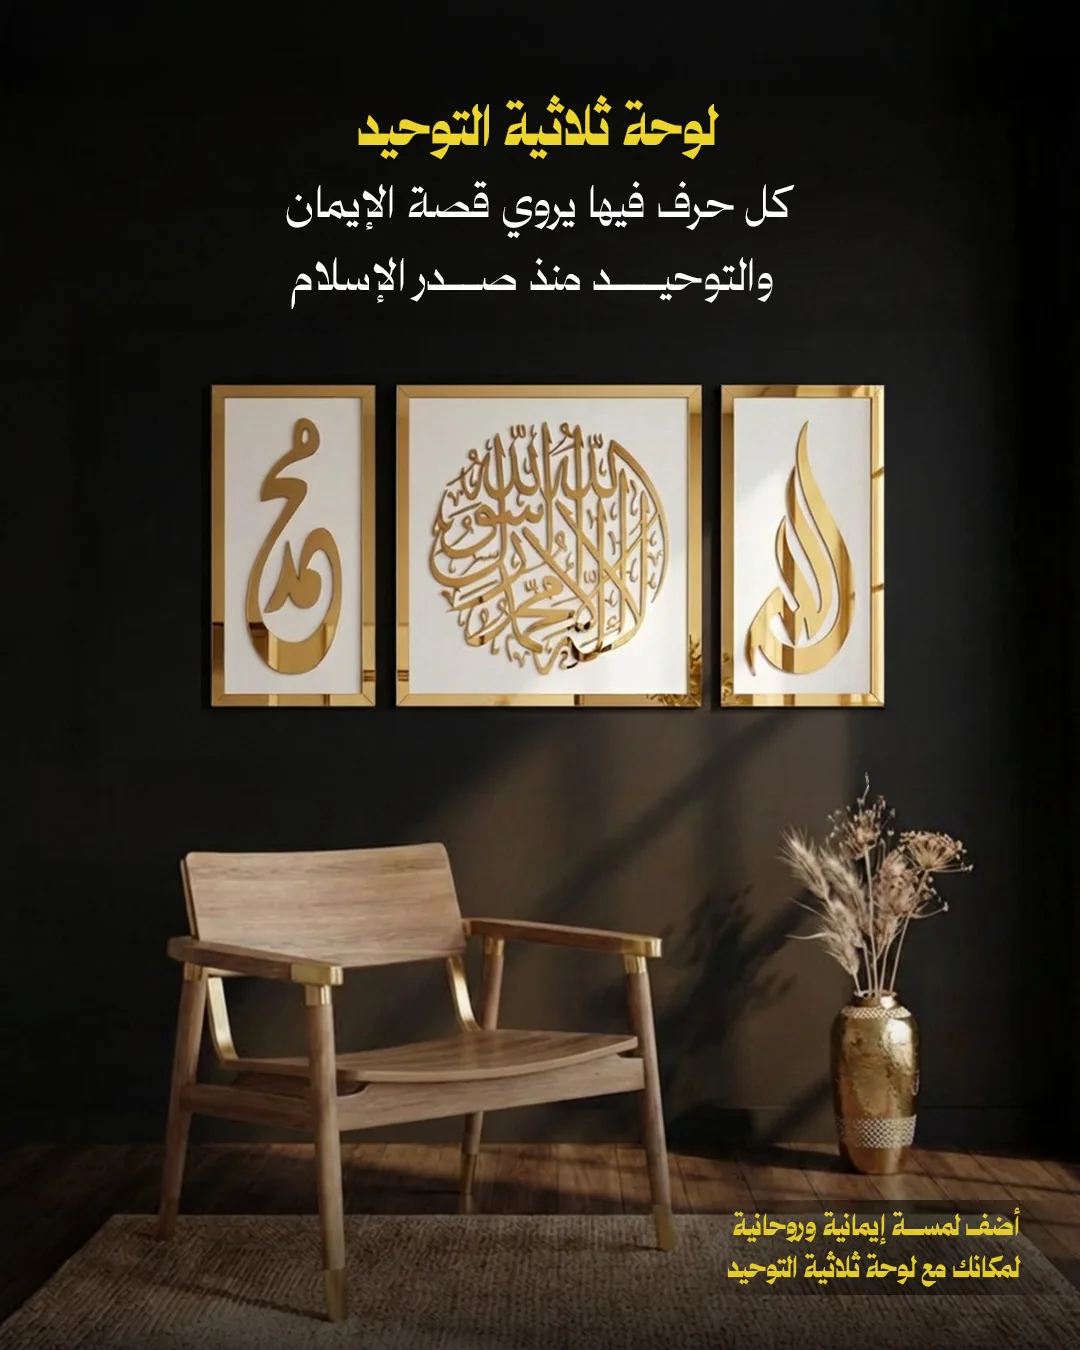 لوحة ثلاثية التوحيد
كل حرف فيها يروي قصة الإيمان
والتوحيـــد منذ صـــدر الإسلام
الله
لا إله إلا الله محمد رسول الله
محمد
أضف لمســة إيمانية وروحانية
لمكانك مع لوحة ثلاثية التوحيد